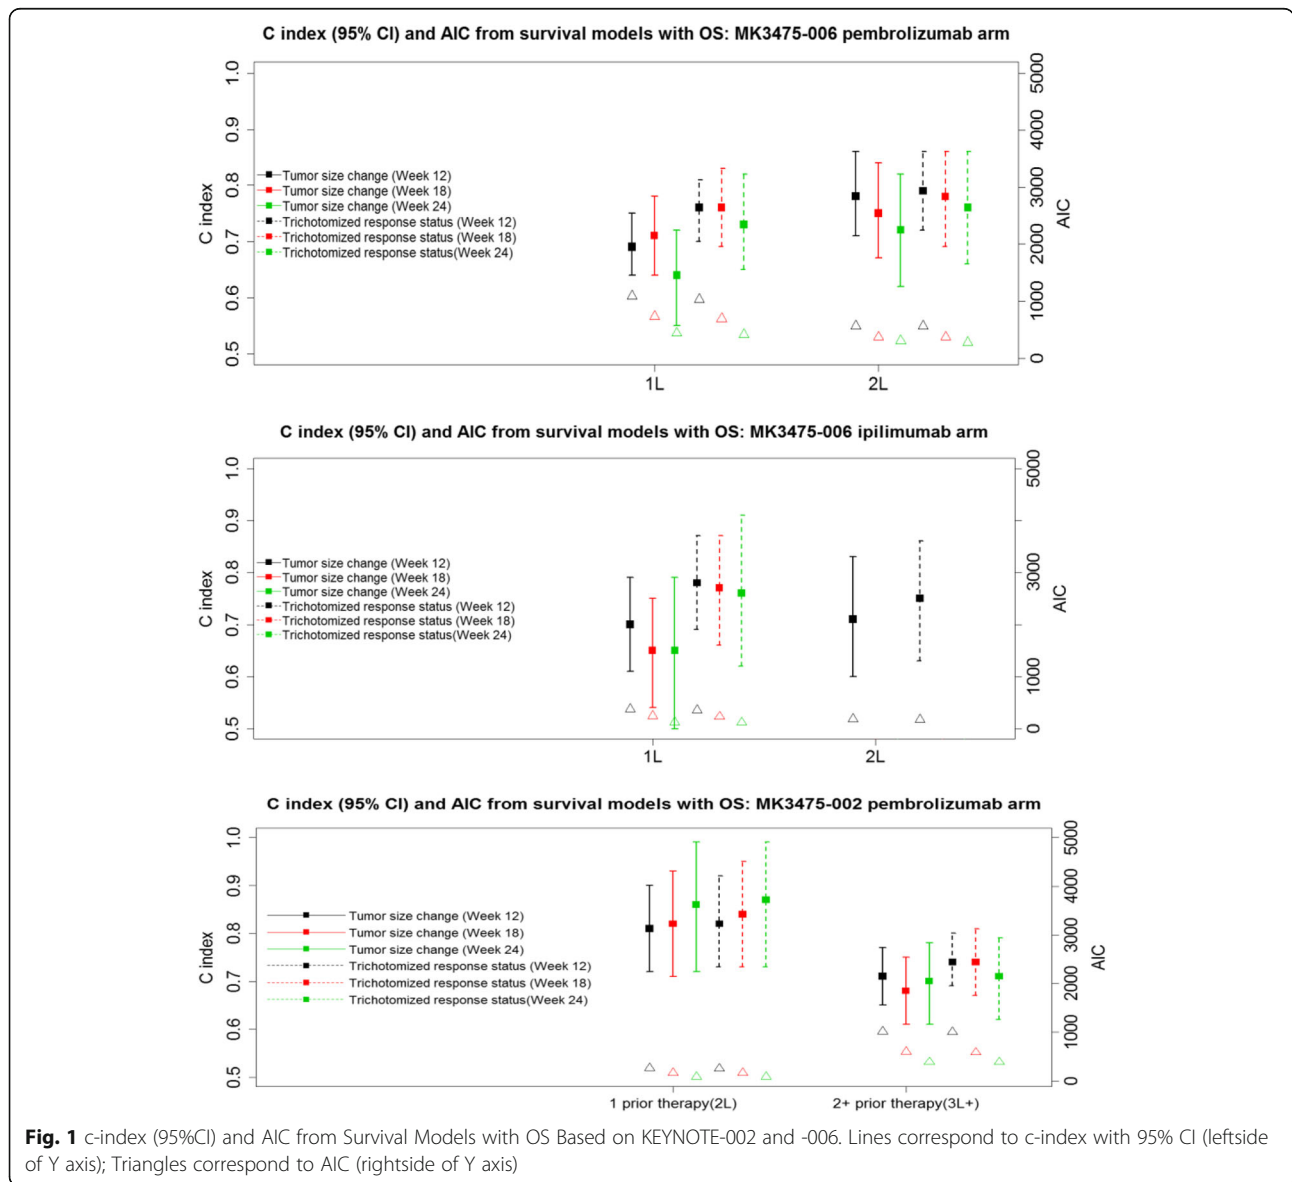 C index (95% CI) and AIC from survival models with OS: MK3475-006 pembrolizumab arm
1.0
0.9
0.8
0.7
0.6
0.5
C index
Tumor size change (Week 12)
Tumor size change (Week 18)
Tumor size change (Week 24)
Trichotomized response status (Week 12)
Trichotomized response status (Week 18)
Trichotomized response status(Week 24)
5000
4000
3000
2000
1000
0
AIC
1L
2L
C index (95% CI) and AIC from survival models with OS: MK3475-006 ipilimumab arm
1.0
0.9
0.8
0.7
0.6
0.5
C index
Tumor size change (Week 12)
Tumor size change (Week 18)
Tumor size change (Week 24)
Trichotomized response status (Week 12)
Trichotomized response status (Week 18)
Trichotomized response status(Week 24)
5000
3000
1000
0
AIC
1L
2L
C index (95% CI) and AIC from survival models with OS: MK3475-002 pembrolizumab arm
1.0
0.9
0.8
0.7
0.6
0.5
C index
Tumor size change (Week 12)
Tumor size change (Week 18)
Tumor size change (Week 24)
Trichotomized response status (Week 12)
Trichotomized response status (Week 18)
Trichotomized response status(Week 24)
5000
4000
3000
2000
1000
0
AIC
1 prior therapy(2L)
2+ prior therapy(3L+)
Fig. 1 c-index (95%CI) and AIC from Survival Models with OS Based on KEYNOTE-002 and -006. Lines correspond to c-index with 95% CI (leftside
of Y axis); Triangles correspond to AIC (rightside of Y axis)